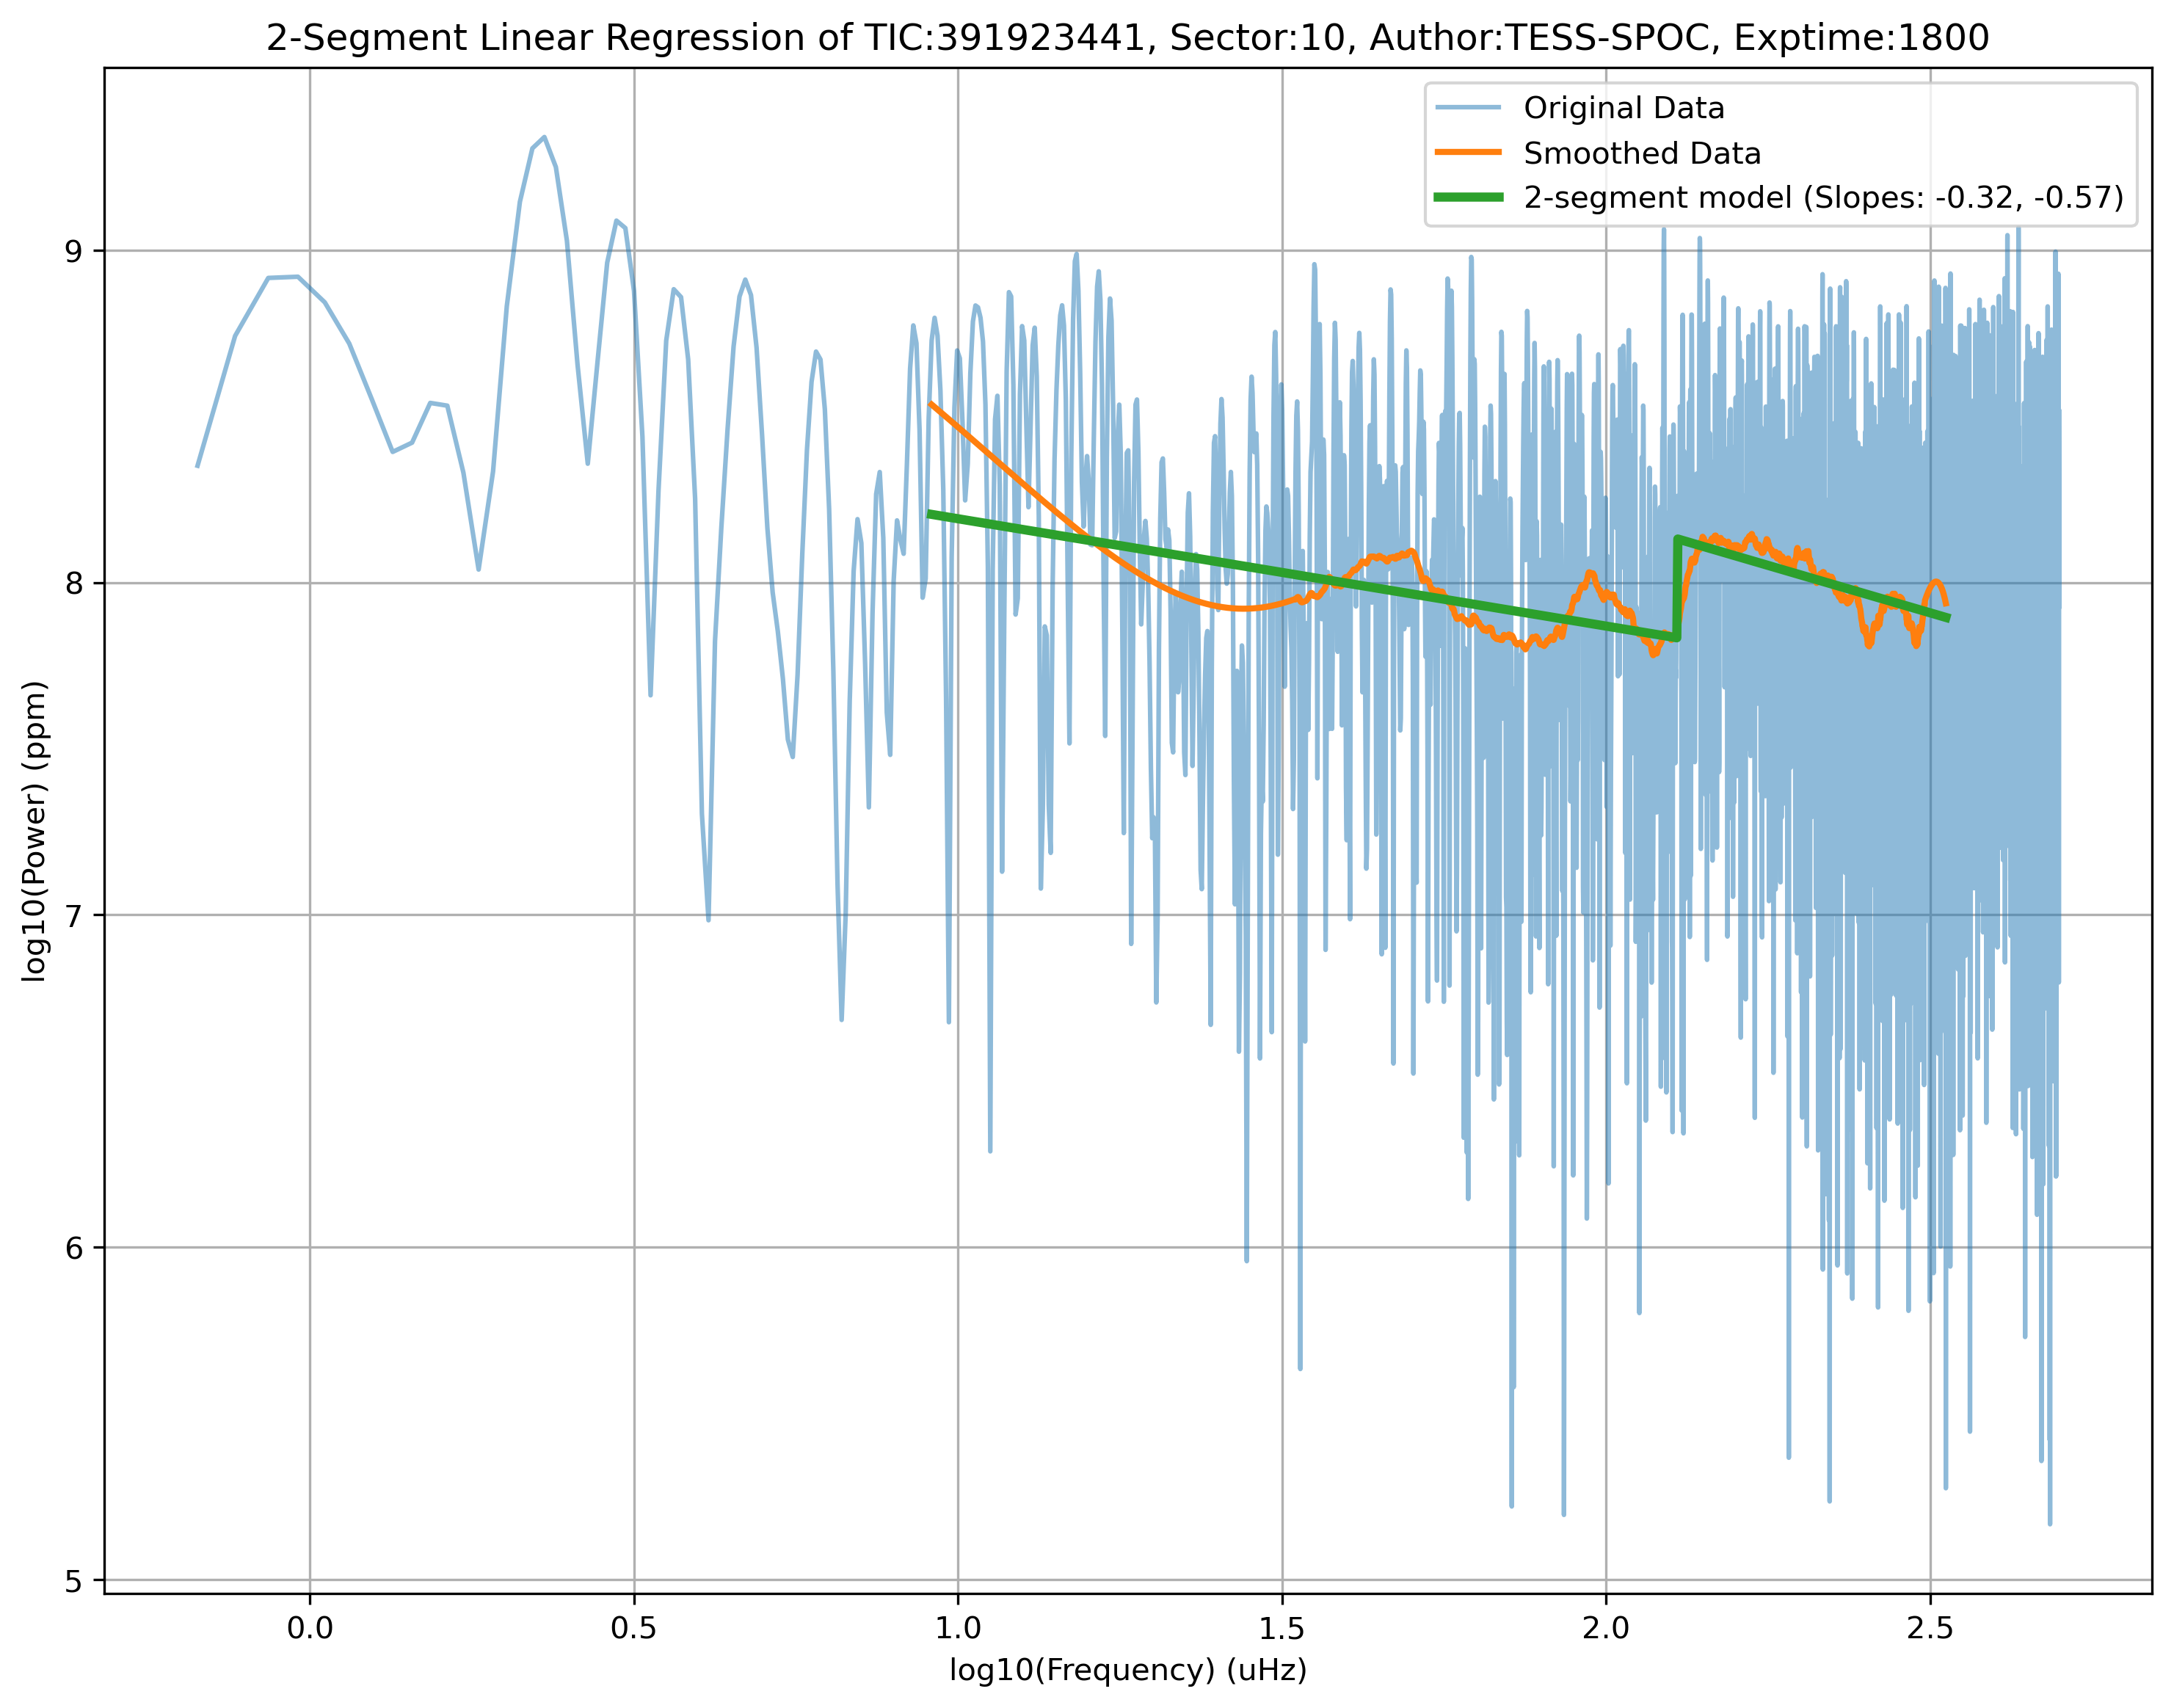 2-Segment Linear Regression of TIC:391923441, Sector:10, Author:TESS-SPOC, Exptime:1800
Original Data
Smoothed Data
2-segment model (Slopes: -0.32, -0.57)
log10(Power) (ppm)
9
8
7
6
5
0.0 0.5 1.0 1.5 2.0 2.5
log10(Frequency) (uHz)